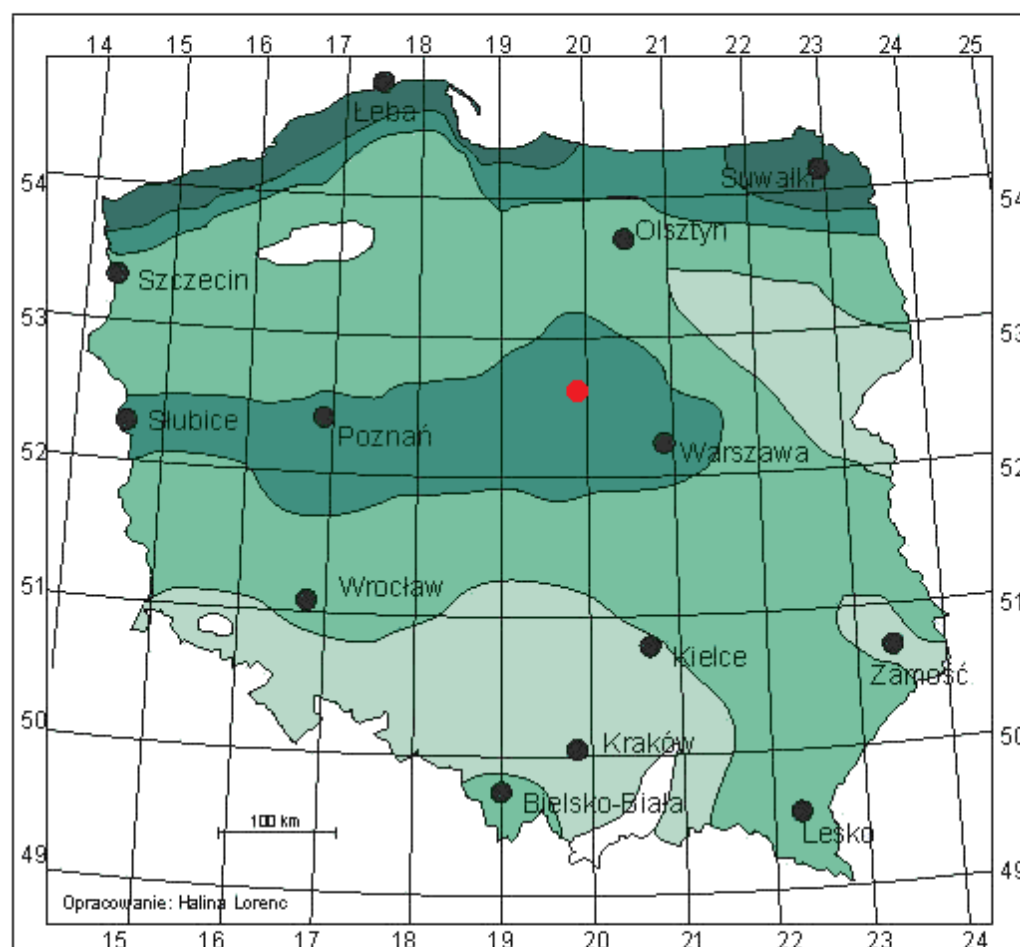 14 15 16 17 18 19 20 21 22 23 24 25
Łeba
54
Suwałki
54
Olsztyn
Szczecin
53
53
Słubice
Poznań
Warszawa
52
52
51
Wrocław
51
Kielce
Zamość
50
50
Kraków
Bielsko-Biała
100 km
Lesko
49
49
Opracowanie: Halina Lorenc
15 16 17 18 19 20 21 22 23 24